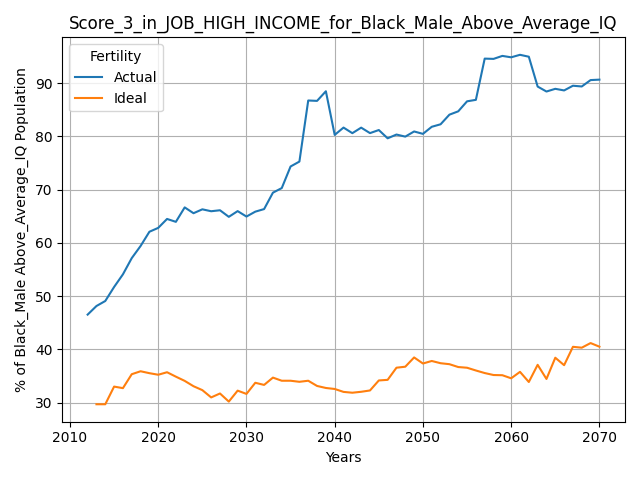 Score_3_in_JOB_HIGH_INCOME_for_Black_Male_Above_Average_IQ
% of Black_Male Above_Average_IQ Population
Fertility
Actual
Ideal
90
80
70
60
50
40
30
2010 2020 2030 2040 2050 2060 2070
Years